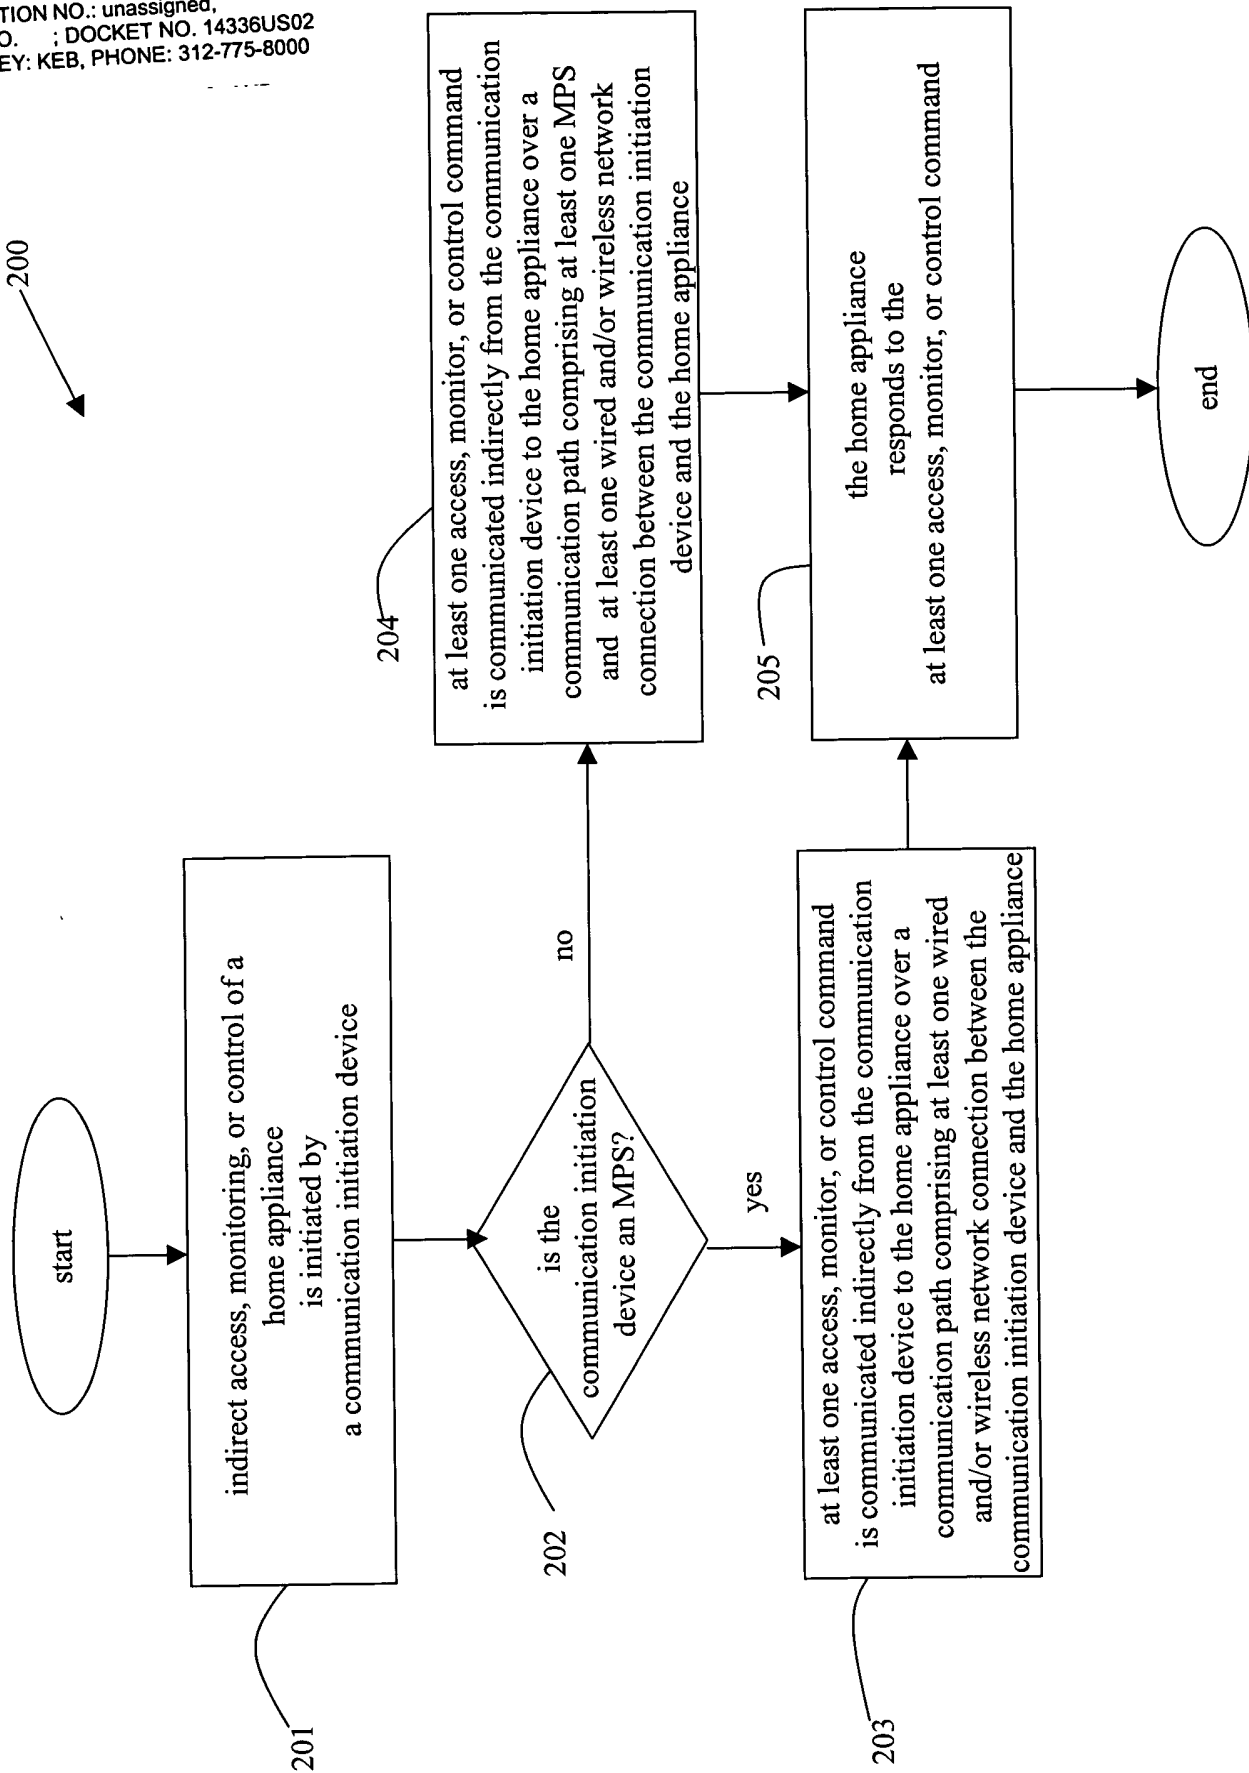 TION NO.: unassigned,
O. ; DOCKET NO. 14336US02
EY: KEB, PHONE: 312-775-8000
200
start
201
indirect access, monitoring, or control of a
home appliance
is initiated by
a communication initiation device
202
is the
communication initiation
device an MPS?
no
yes
204
at least one access, monitor, or control command
is communicated indirectly from the communication
initiation device to the home appliance over a
communication path comprising at least one MPS
and at least one wired and/or wireless network
connection between the communication initiation
device and the home appliance
203
at least one access, monitor, or control command
is communicated indirectly from the communication
initiation device to the home appliance over a
communication path comprising at least one wired
and/or wireless network connection between the
communication initiation device and the home appliance
205
the home appliance
responds to the
at least one access, monitor, or control command
end